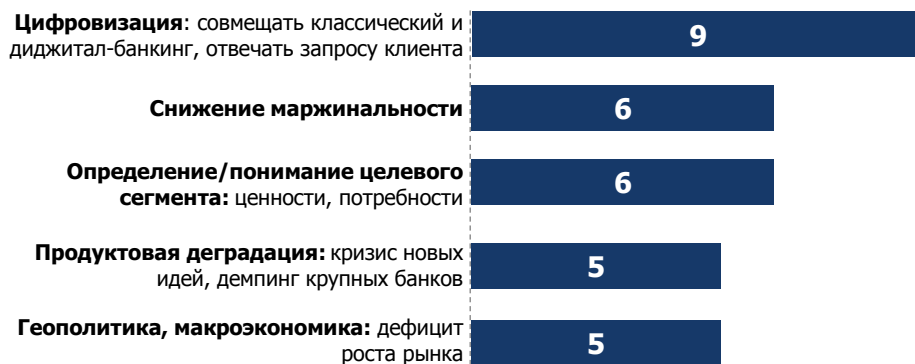 Цифровизация: совмещать классический и
диджитал-банкинг, отвечать запросу клиента
9
Снижение маржинальности
6
Определение/понимание целевого
сегмента: ценности, потребности
6
Продуктовая деградация: кризис новых
идей, демпинг крупных банков
5
Геополитика, макроэкономика: дефицит
роста рынка
5